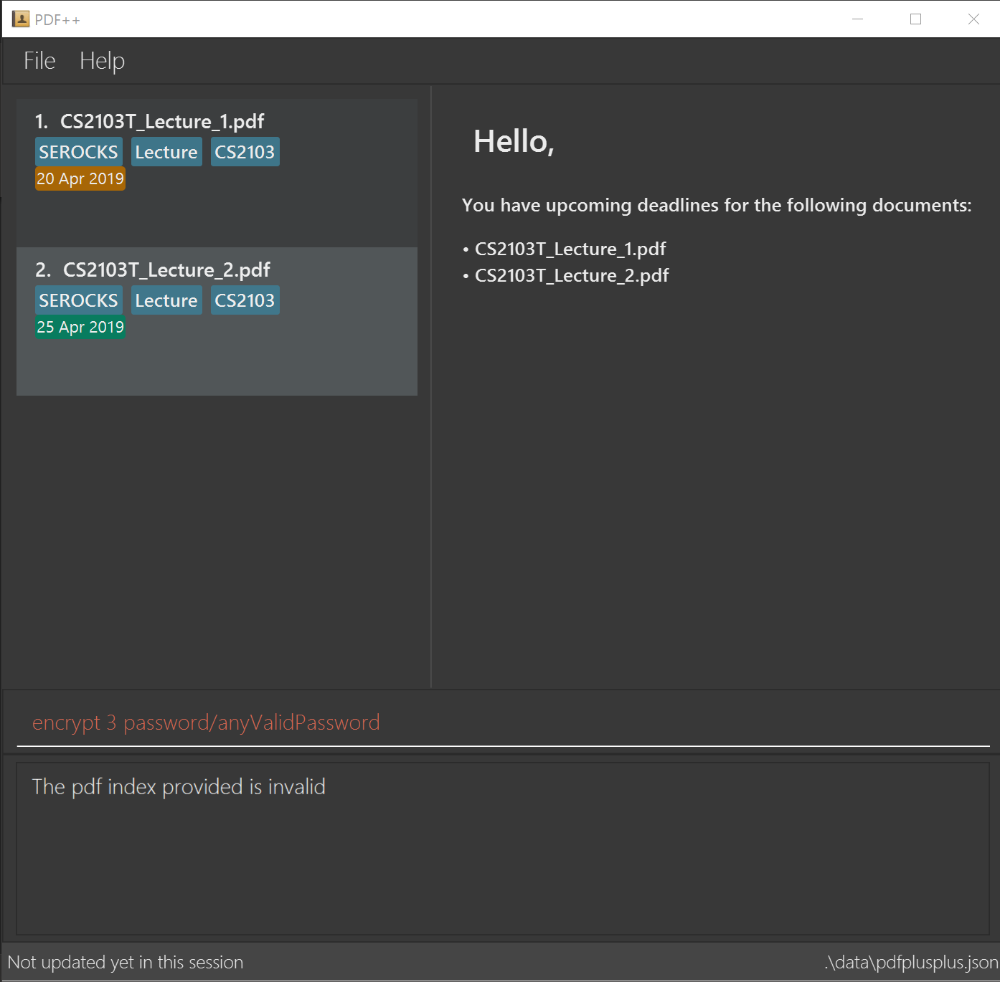 PDF++
File Help
1. CS2103T_Lecture_1.pdf
SEROCKS Lecture CS2103
20 Apr 2019
2. CS2103T_Lecture_2.pdf
SEROCKS Lecture CS2103
25 Apr 2019
Hello,
You have upcoming deadlines for the following documents:
• CS2103T_Lecture_1.pdf
• CS2103T_Lecture_2.pdf
encrypt 3 password/anyValidPassword
The pdf index provided is invalid
Not updated yet in this session
.\data\pdfplusplus.json